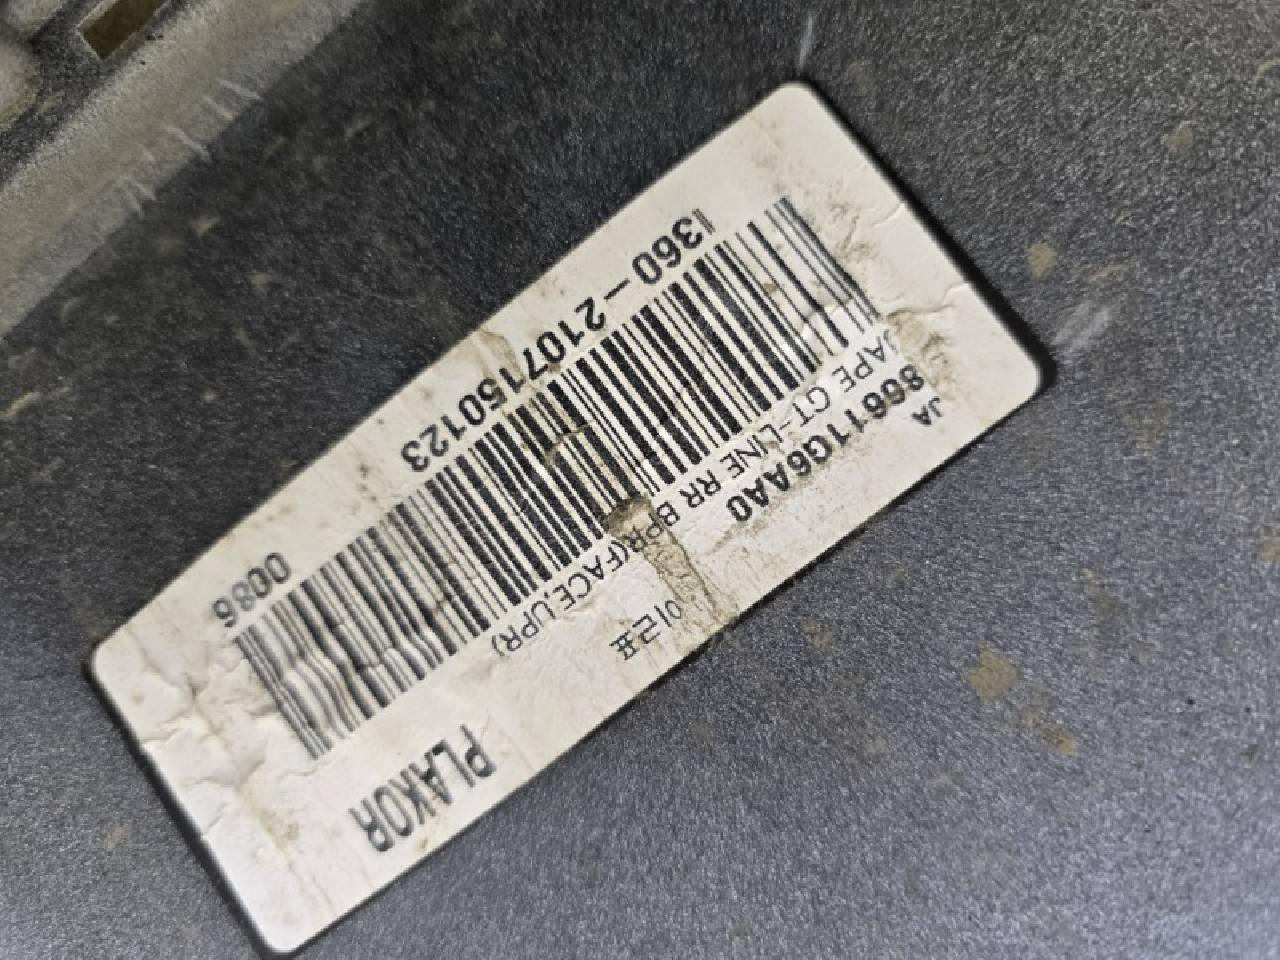 JA
86611G6AA0
이근표
PLAKOR
JAPE GT-LINE RR BPR(FACE,UPR)
I360-2107150123
0086